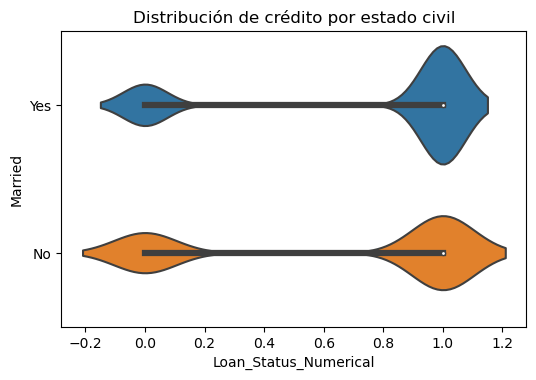 Distribución de crédito por estado civil
Married
Yes
No
−0.2 0.0 0.2 0.4 0.6 0.8 1.0 1.2
Loan_Status_Numerical